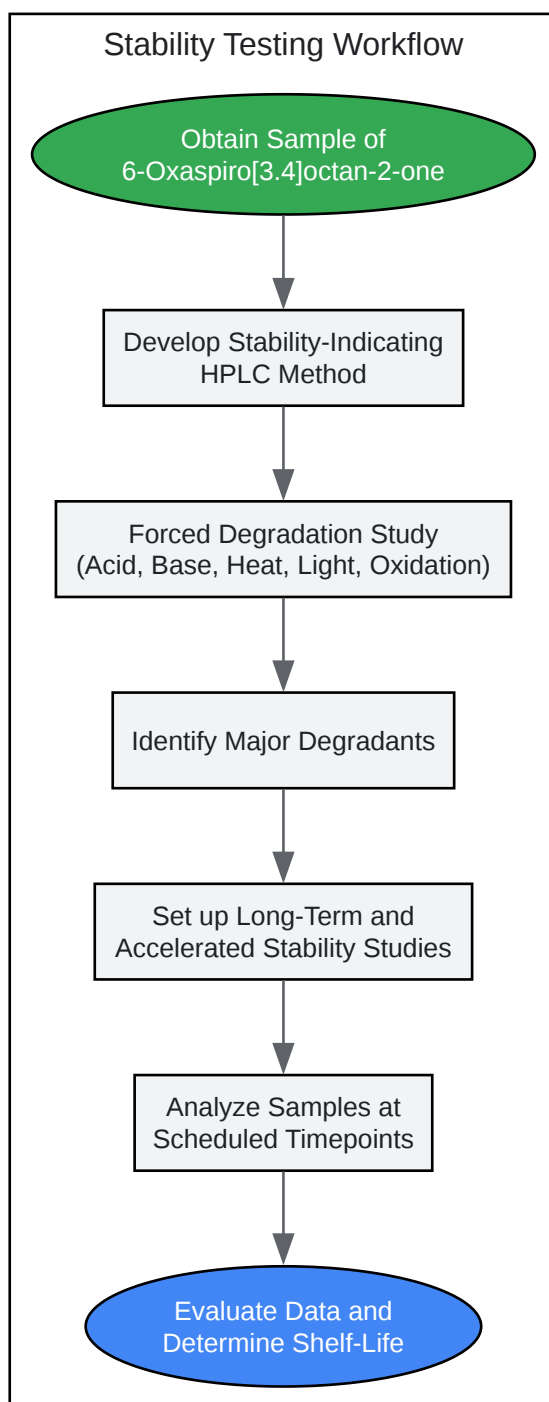 Stability Testing Workflow
Obtain Sample of
6-Oxaspiro[3.4]octan-2-one
Develop Stability-Indicating
HPLC Method
Forced Degradation Study
(Acid, Base, Heat, Light, Oxidation)
Identify Major Degradants
Set up Long-Term and
Accelerated Stability Studies
Analyze Samples at
Scheduled Timepoints
Evaluate Data and
Determine Shelf-Life